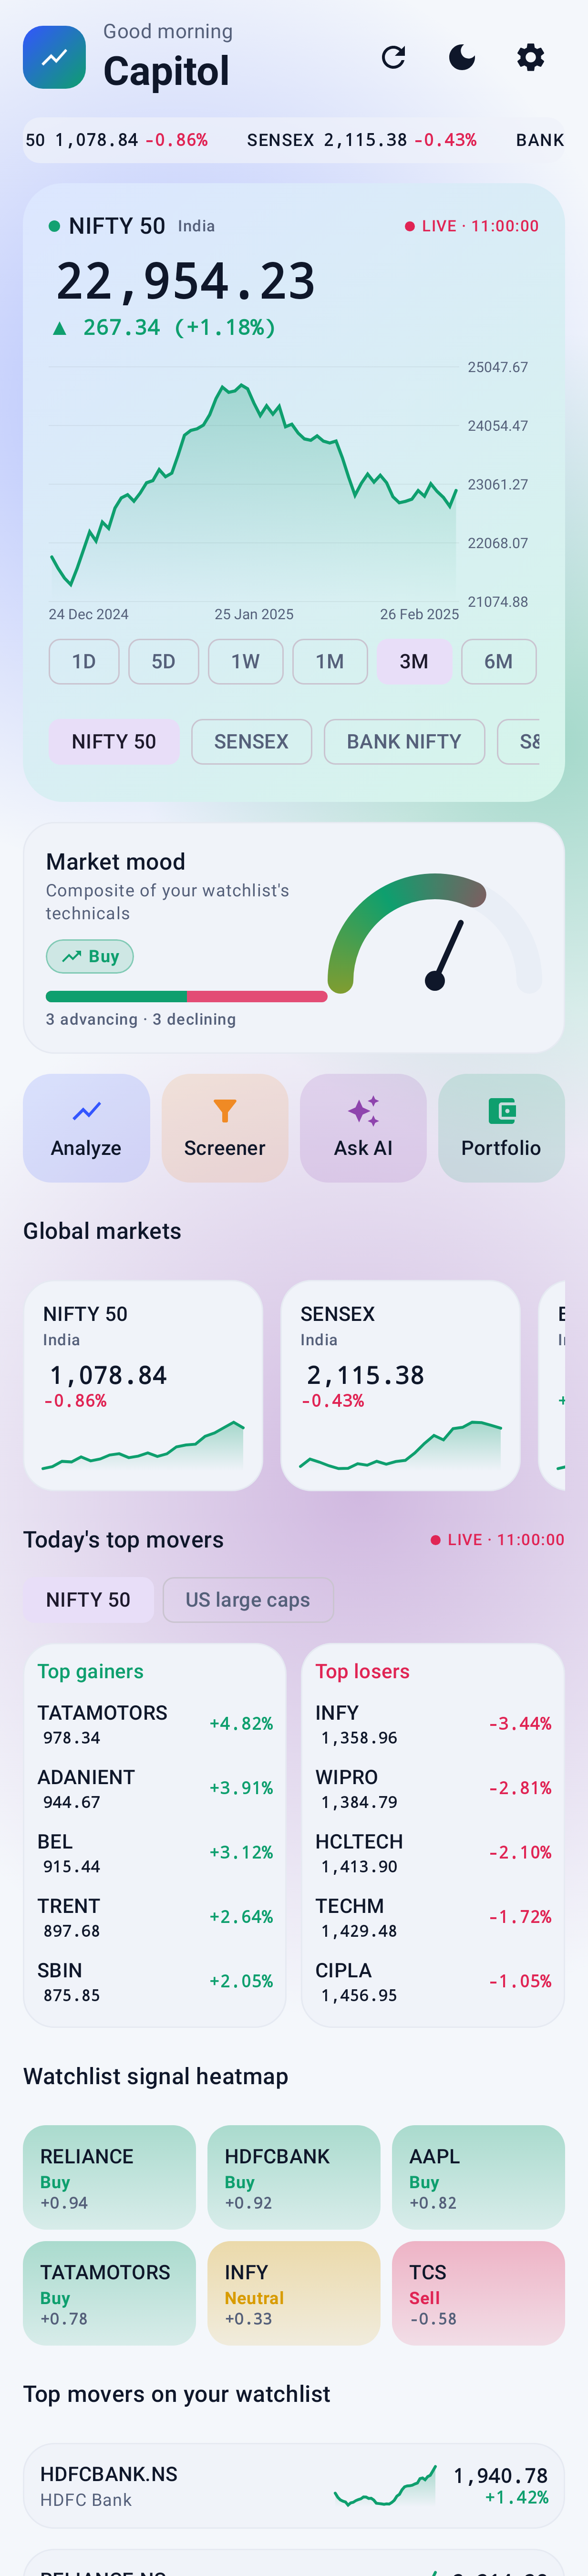 Good morning
Capitol
50 1,078.84 -0.86% SENSEX 2,115.38 -0.43% BANK
NIFTY 50 India LIVE · 11:00:00
22,954.23
▲ 267.34 (+1.18%)
25047.67
24054.47
23061.27
22068.07
21074.88
24 Dec 2024 25 Jan 2025 26 Feb 2025
1D 5D 1W 1M 3M 6M
NIFTY 50 SENSEX BANK NIFTY S&
Market mood
Composite of your watchlist's
technicals
Buy
3 advancing · 3 declining
Analyze Screener Ask AI Portfolio
Global markets
NIFTY 50
India
1,078.84
-0.86%
SENSEX
India
2,115.38
-0.43%
Today's top movers LIVE · 11:00:00
NIFTY 50 US large caps
Top gainers
TATAMOTORS +4.82%
978.34
ADANIENT +3.91%
944.67
BEL +3.12%
915.44
TRENT +2.64%
897.68
SBIN +2.05%
875.85
Top losers
INFY -3.44%
1,358.96
WIPRO -2.81%
1,384.79
HCLTECH -2.10%
1,413.90
TECHM -1.72%
1,429.48
CIPLA -1.05%
1,456.95
Watchlist signal heatmap
RELIANCE
Buy
+0.94
HDFCBANK
Buy
+0.92
AAPL
Buy
+0.82
TATAMOTORS
Buy
+0.78
INFY
Neutral
+0.33
TCS
Sell
-0.58
Top movers on your watchlist
HDFCBANK.NS 1,940.78
HDFC Bank +1.42%